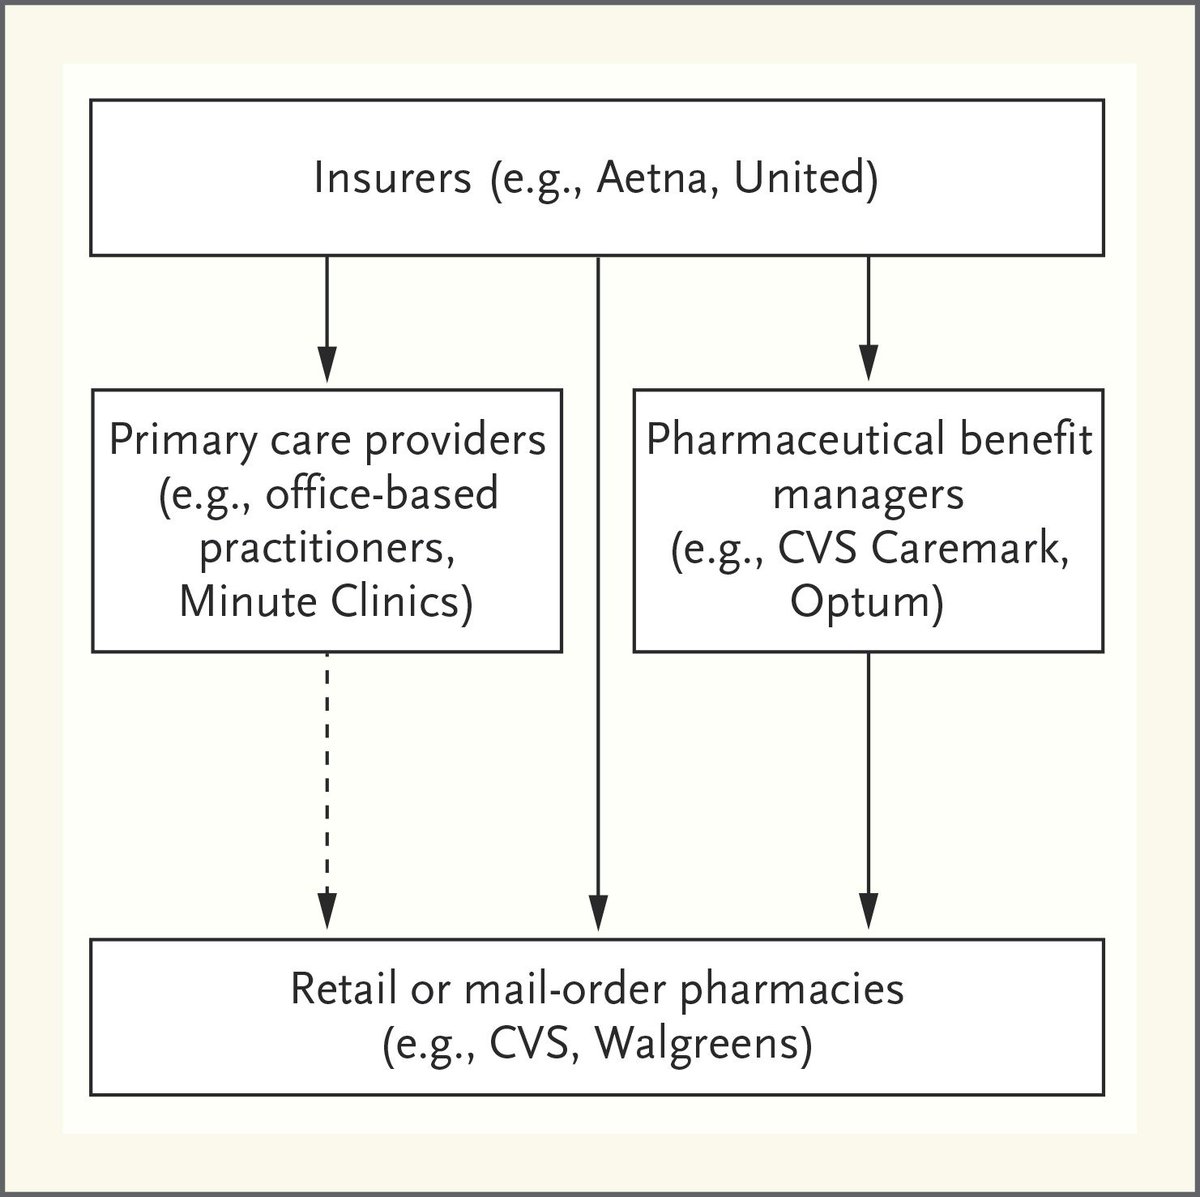 Insurers (e.g., Aetna, United)
Primary care providers
(e.g., office-based
practitioners,
Minute Clinics)
Pharmaceutical benefit
managers
(e.g., CVS Caremark,
Optum)
Retail or mail-order pharmacies
(e.g., CVS, Walgreens)